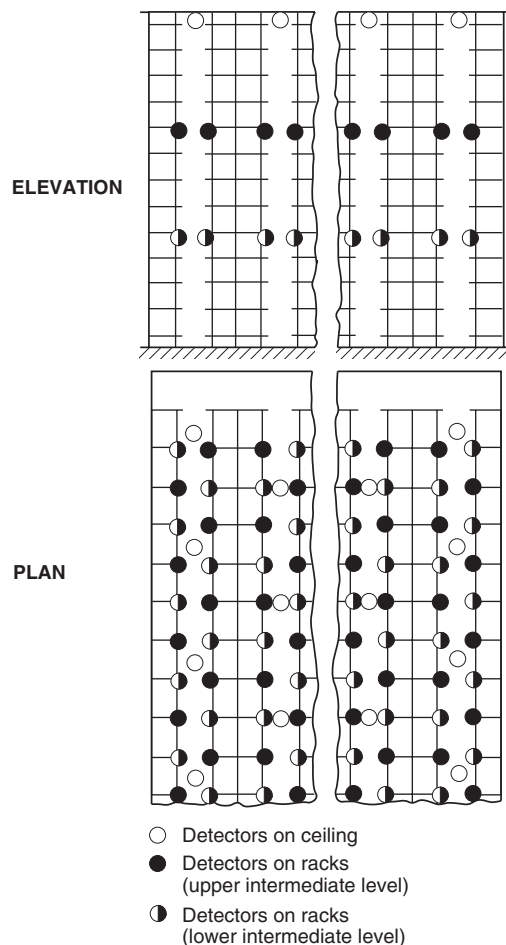 ELEVATION
PLAN
Detectors on ceiling
Detectors on racks
(upper intermediate level)
Detectors on racks
(lower intermediate level)